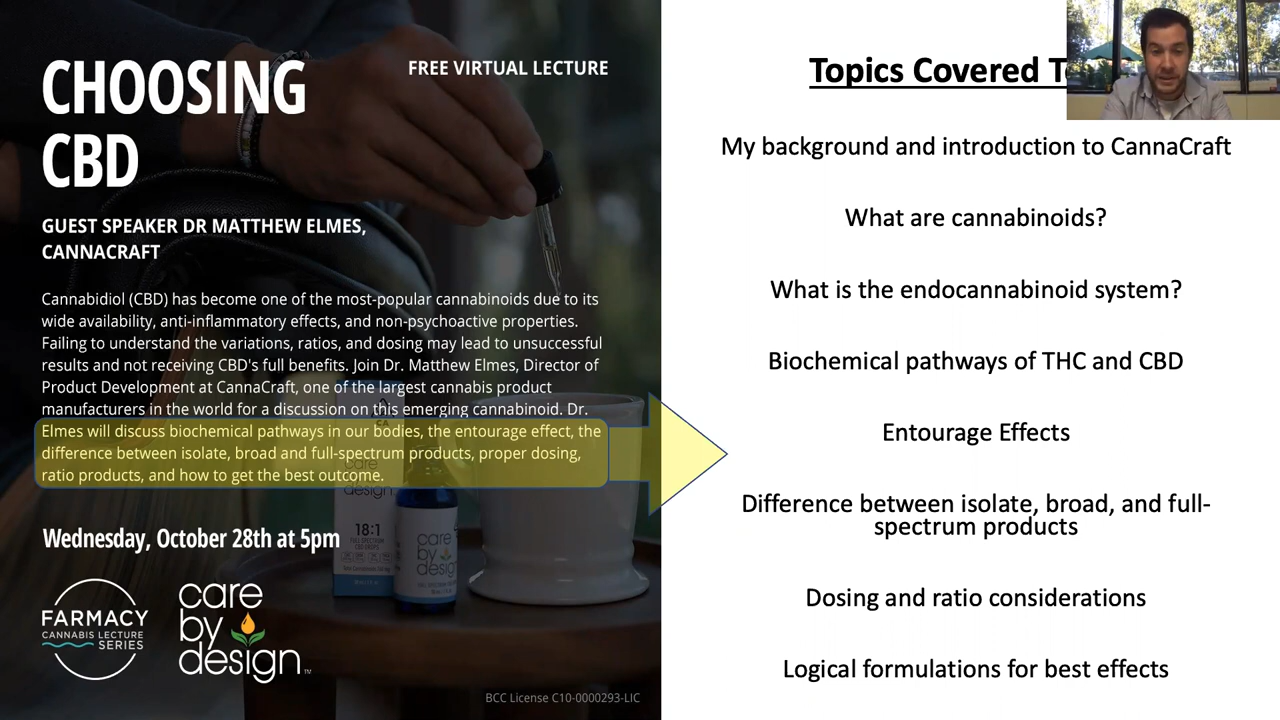 CHOOSING
CBD
FREE VIRTUAL LECTURE
GUEST SPEAKER DR MATTHEW ELMES,
CANNACRAFT
Cannabidiol (CBD) has become one of the most-popular cannabinoids due to its
wide availability, anti-inflammatory effects, and non-psychoactive properties.
Failing to understand the variations, ratios, and dosing may lead to unsuccessful
results and not receiving CBD's full benefits. Join Dr. Matthew Elmes, Director of
Product Development at CannaCraft, one of the largest cannabis product
manufacturers in the world for a discussion on this emerging cannabinoid. Dr.
Elmes will discuss biochemical pathways in our bodies, the entourage effect, the
difference between isolate, broad and full-spectrum products, proper dosing,
ratio products, and how to get the best outcome.
Wednesday, October 28th at 5pm
CA
care
by
design
18:1
FULL SPECTRUM
CBD DROPS
care
by
design
FARMACY
CANNABIS LECTURE
SERIES
care
by
design
TM
BCC License C10-0000293-LIC
Topics Covered
My background and introduction to CannaCraft
What are cannabinoids?
What is the endocannabinoid system?
Biochemical pathways of THC and CBD
Entourage Effects
Difference between isolate, broad, and full-
spectrum products
Dosing and ratio considerations
Logical formulations for best effects